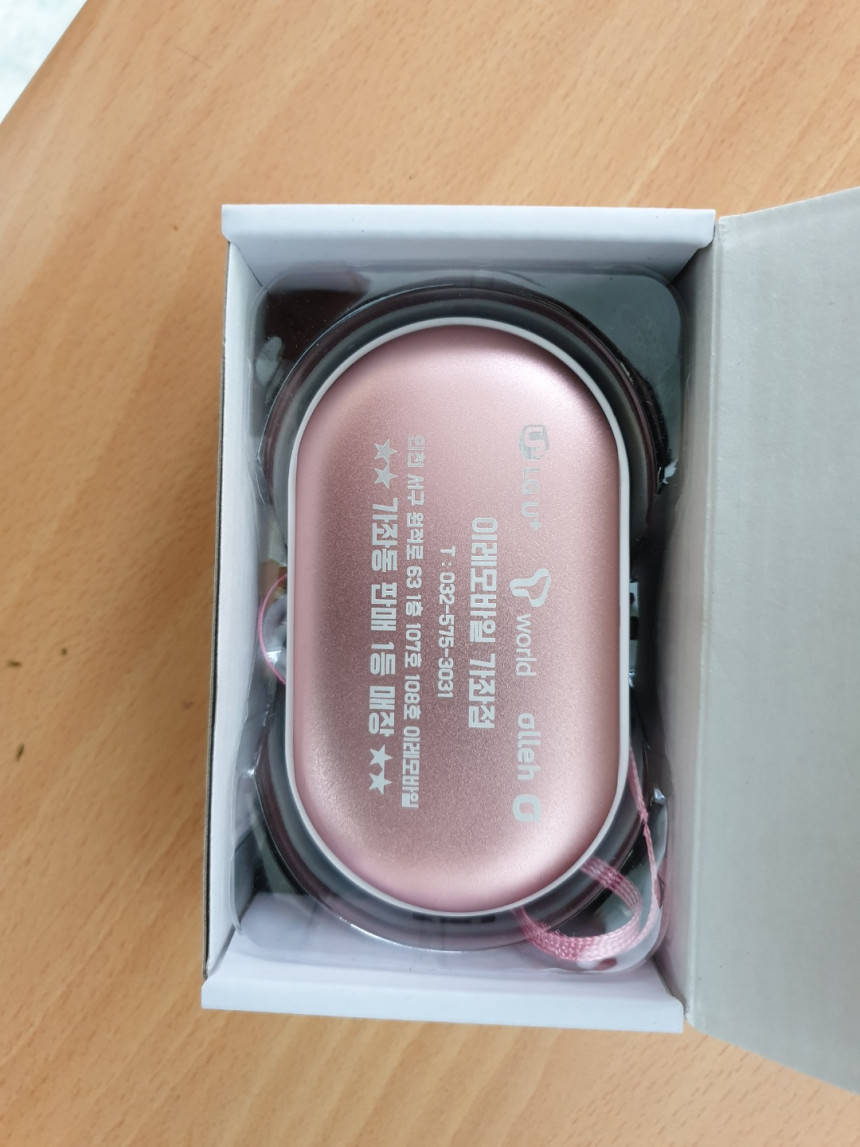 LG U+ T world olleh
이레모바일 가좌점
T : 032-575-3031
인천 서구 원적로 63 1층 107호 108호 이레모바일
★★ 가좌동 판매 1등 매장 ★★